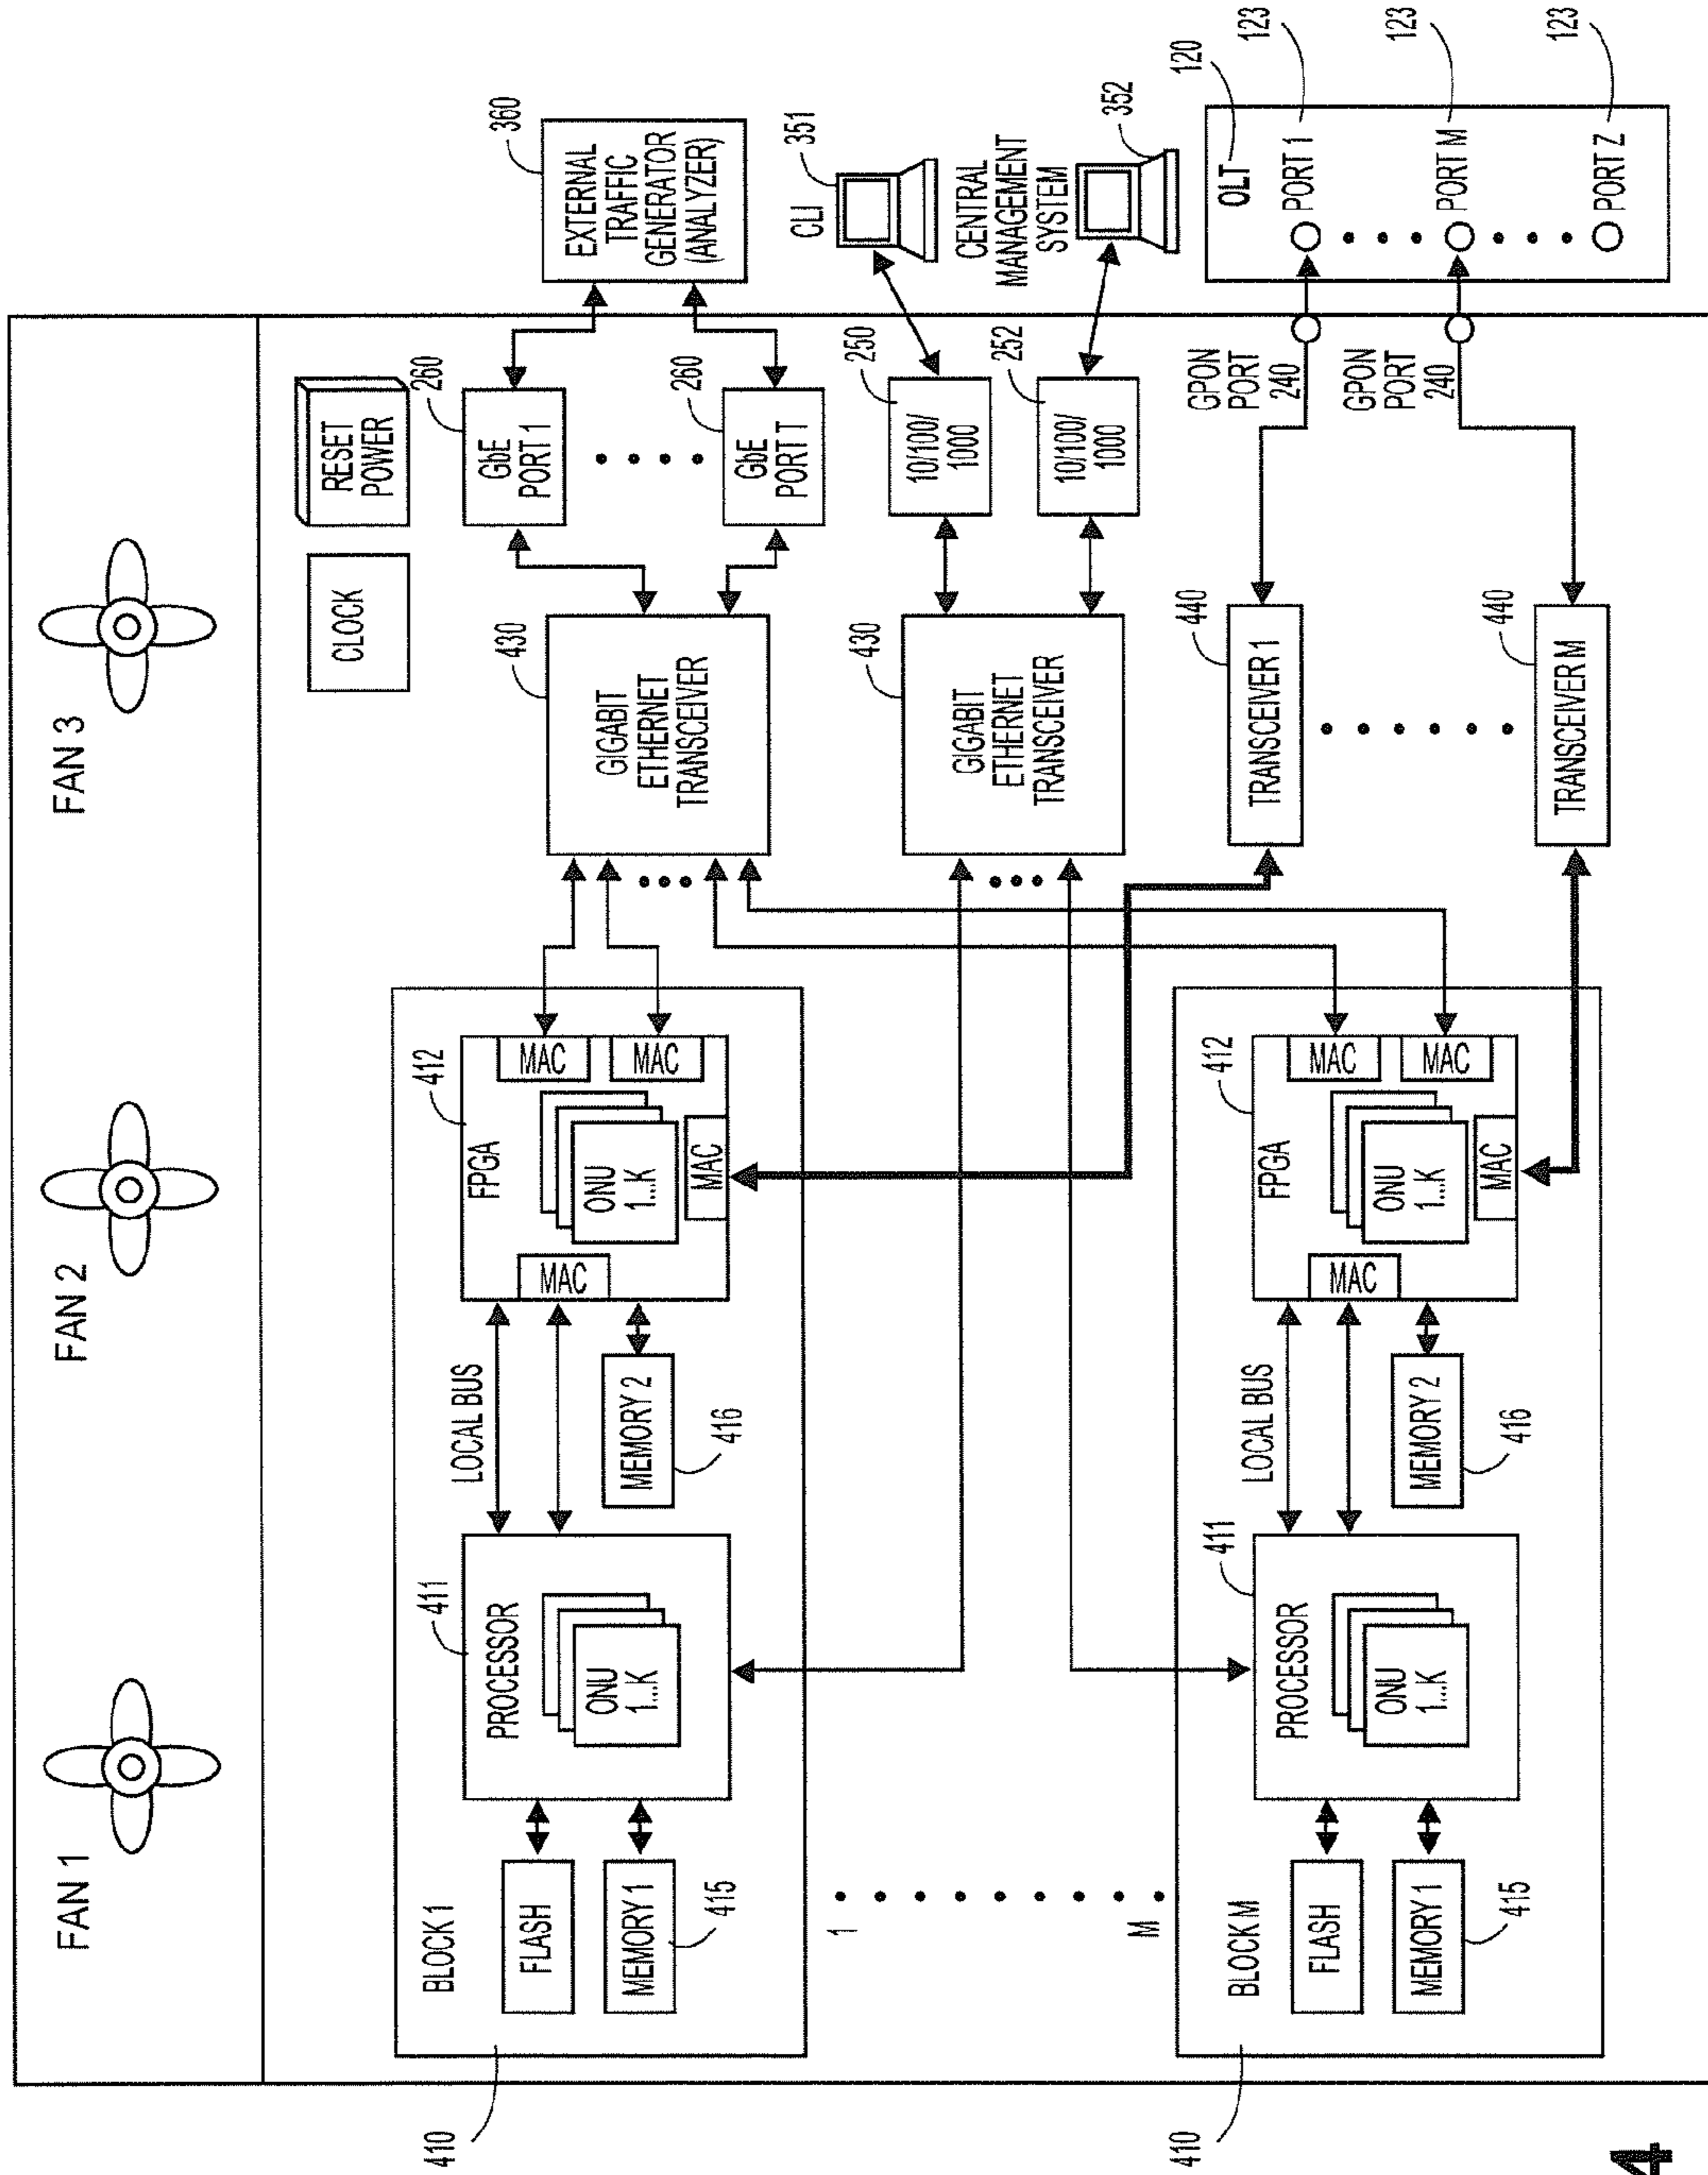 FAN 1
FAN 2
FAN 3
410
BLOCK 1
FLASH
MEMORY 1
415
PROCESSOR
411
ONU
1...K
LOCAL BUS
MEMORY 2
416
FPGA
412
MAC
MAC
MAC
MAC
ONU
1...K
1
M
410
BLOCK M
FLASH
MEMORY 1
415
PROCESSOR
411
ONU
1...K
LOCAL BUS
MEMORY 2
416
FPGA
412
MAC
MAC
MAC
MAC
ONU
1...K
CLOCK
RESET
POWER
430
GIGABIT
ETHERNET
TRANSCEIVER
430
GIGABIT
ETHERNET
TRANSCEIVER
440
TRANSCEIVER 1
440
TRANSCEIVER M
260
GbE
PORT 1
260
GbE
PORT T
250
10/100/
1000
252
10/100/
1000
GPON
PORT
240
GPON
PORT
240
360
EXTERNAL
TRAFFIC
GENERATOR
(ANALYZER)
CLI
351
CENTRAL
MANAGEMENT
SYSTEM
352
OLT
120
PORT 1
123
PORT M
123
PORT Z
123
4